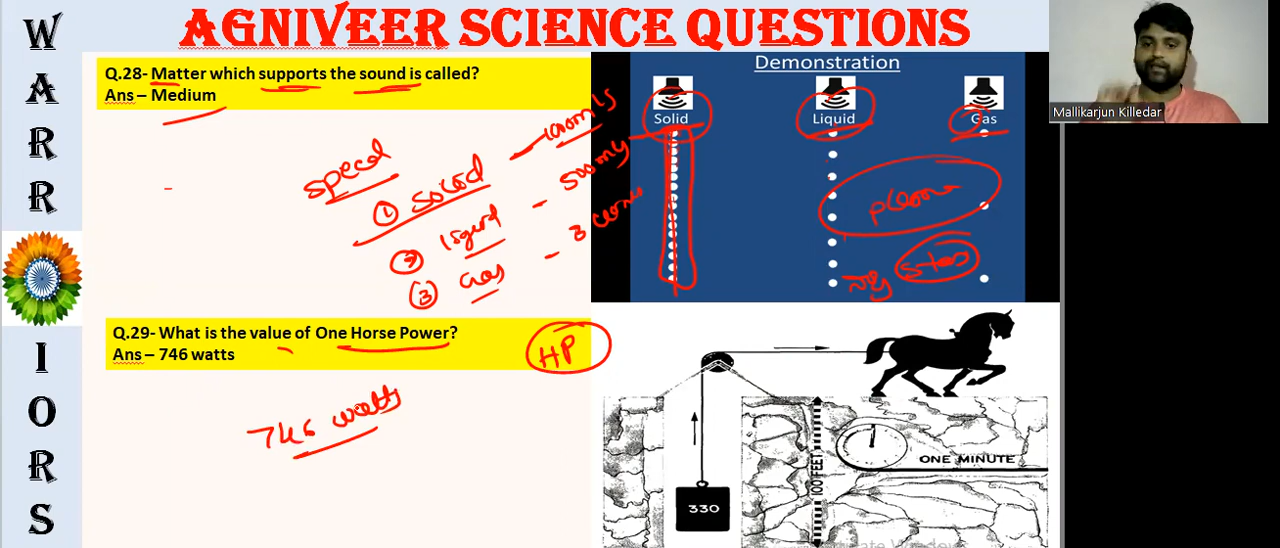 AGNIVEER SCIENCE QUESTIONS
WARRIORS
Q.28- Matter which supports the sound is called?
Ans – Medium
Demonstration
Solid
Liquid
Gas
Mallikarjun Killedar
speed
①
②
③ Gas
plasma
Q.29- What is the value of One Horse Power?
Ans – 746 watts
HP
746 watts
100 FEET
ONE MINUTE
330